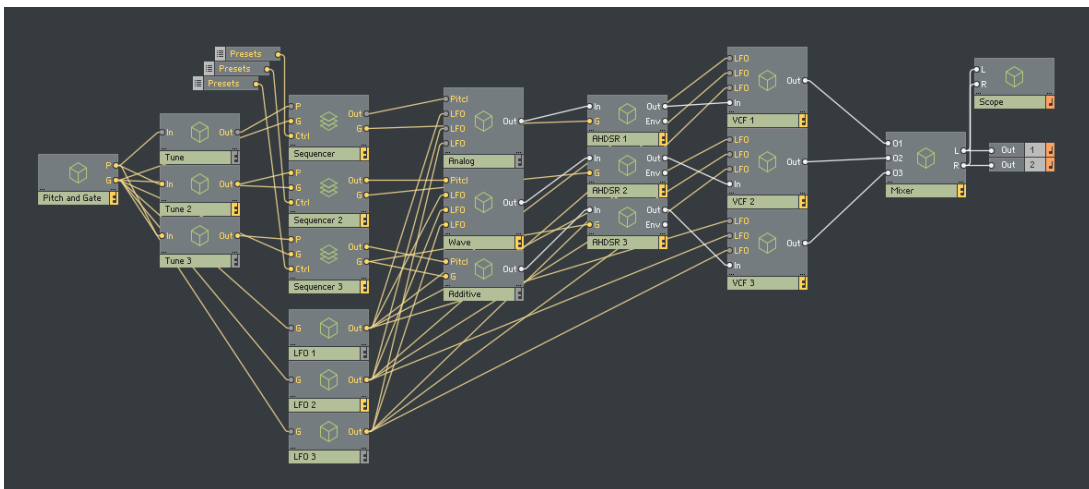 Presets
Presets
Presets
P
G
Pitch and Gate
In
Out
Tune
In
Out
Tune 2
In
Out
Tune 3
P
G
Ctrl
Out
G
Sequencer
P
G
Ctrl
Out
G
Sequencer 2
P
G
Ctrl
Out
G
Sequencer 3
G
Out
LFO 1
G
Out
LFO 2
G
Out
LFO 3
Pitcl
LFO
LFO
LFO
Out
Analog
Pitcl
LFO
LFO
LFO
Out
Wave
Pitcl
G
Out
Additive
In
G
Out
Env
AHDSR 1
In
G
Out
Env
AHDSR 2
In
G
Out
Env
AHDSR 3
LFO
LFO
LFO
In
Out
VCF 1
LFO
LFO
LFO
In
Out
VCF 2
LFO
LFO
LFO
In
Out
VCF 3
O1
O2
O3
L
R
Mixer
L
R
Scope
Out 1
Out 2